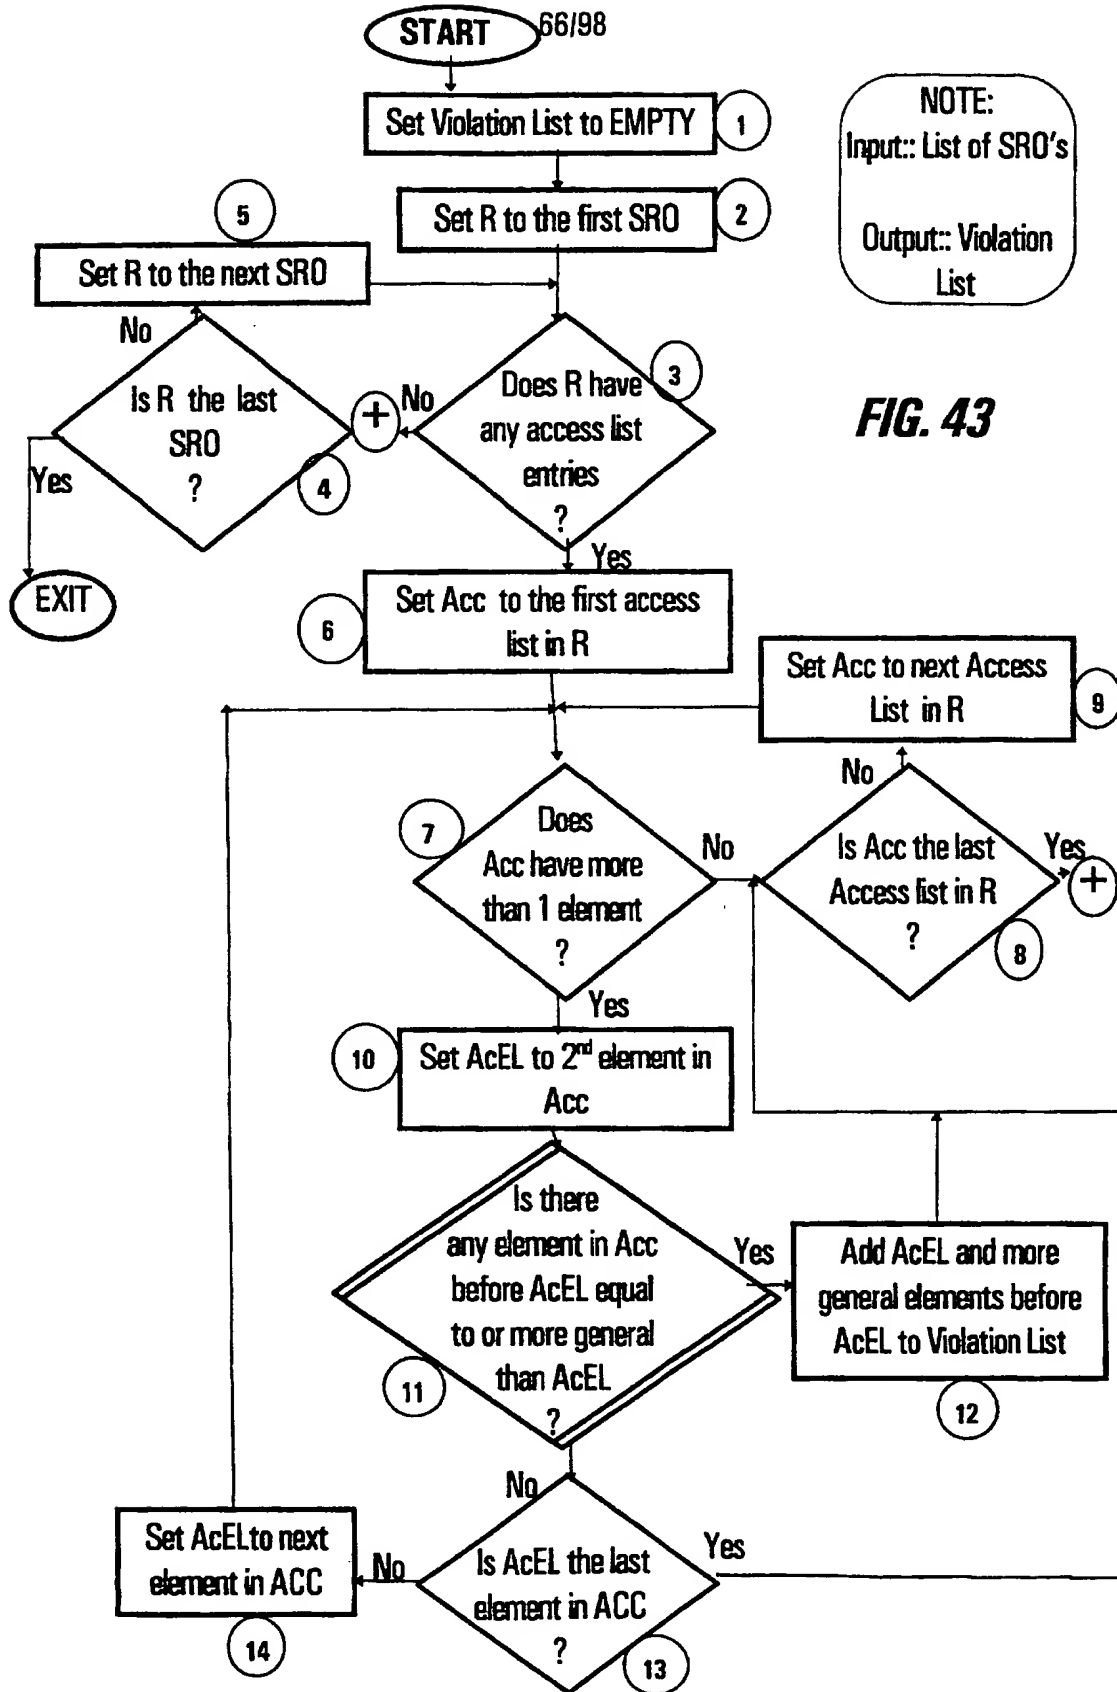 START
66/98
Set Violation List to EMPTY
1
NOTE:
Input:: List of SRO's
Output:: Violation
List
Set R to the first SRO
2
5
Set R to the next SRO
No
Is R the last
SRO
?
4
Yes
EXIT
+
No
Does R have
any access list
entries
?
3
Yes
FIG. 43
Set Acc to the first access
list in R
6
Set Acc to next Access
List in R
9
No
Does
Acc have more
than 1 element
?
7
No
Is Acc the last
Access list in R
?
8
Yes
+
Yes
10
Set AcEL to 2nd element in
Acc
Is there
any element in Acc
before AcEL equal
to or more general
than AcEL
?
11
Yes
Add AcEL and more
general elements before
AcEL to Violation List
12
No
Set AcEL to next
element in ACC
14
No
Is AcEL the last
element in ACC
?
13
Yes